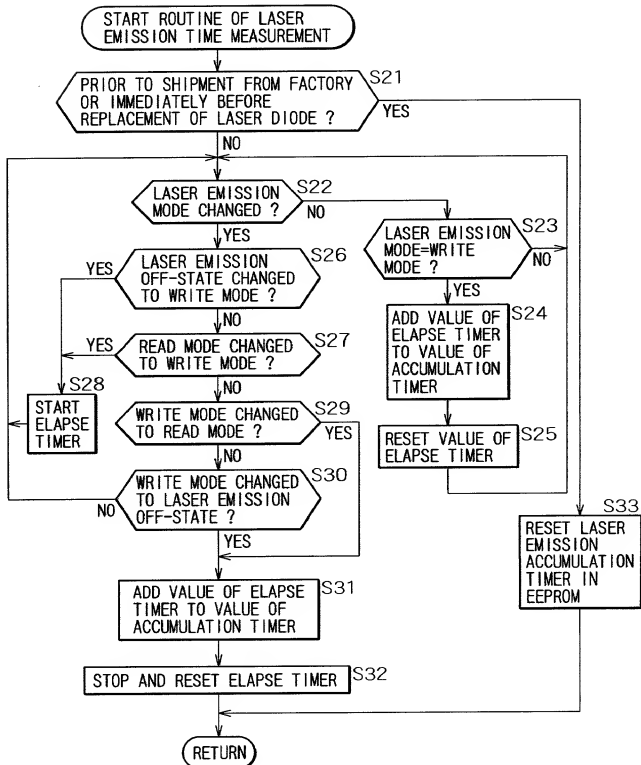 START ROUTINE OF LASER
EMISSION TIME MEASUREMENT
S21
PRIOR TO SHIPMENT FROM FACTORY
OR IMMEDIATELY BEFORE
REPLACEMENT OF LASER DIODE ?
YES
NO
S22
LASER EMISSION
MODE CHANGED ?
NO
YES
S23
LASER EMISSION
MODE=WRITE
MODE ?
NO
YES
S26
LASER EMISSION
OFF-STATE CHANGED
TO WRITE MODE ?
YES
NO
S24
ADD VALUE OF
ELAPSE TIMER
TO VALUE OF
ACCUMULATION
TIMER
S27
READ MODE CHANGED
TO WRITE MODE ?
YES
NO
S28
START
ELAPSE
TIMER
S29
WRITE MODE CHANGED
TO READ MODE ?
YES
NO
S25
RESET VALUE OF
ELAPSE TIMER
S30
WRITE MODE CHANGED
TO LASER EMISSION
OFF-STATE ?
NO
YES
S33
RESET LASER
EMISSION
ACCUMULATION
TIMER IN
EEPROM
S31
ADD VALUE OF ELAPSE
TIMER TO VALUE OF
ACCUMULATION TIMER
STOP AND RESET ELAPSE TIMER
S32
RETURN